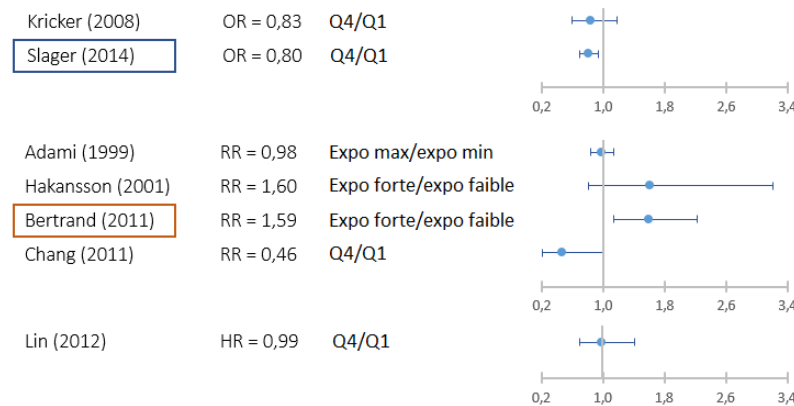 Kricker (2008) OR = 0,83 Q4/Q1
Slager (2014) OR = 0,80 Q4/Q1
0,2 1,0 1,8 2,6 3,4
Adami (1999) RR = 0,98 Expo max/expo min
Hakansson (2001) RR = 1,60 Expo forte/expo faible
Bertrand (2011) RR = 1,59 Expo forte/expo faible
Chang (2011) RR = 0,46 Q4/Q1
0,2 1,0 1,8 2,6 3,4
Lin (2012) HR = 0,99 Q4/Q1
0,2 1,0 1,8 2,6 3,4